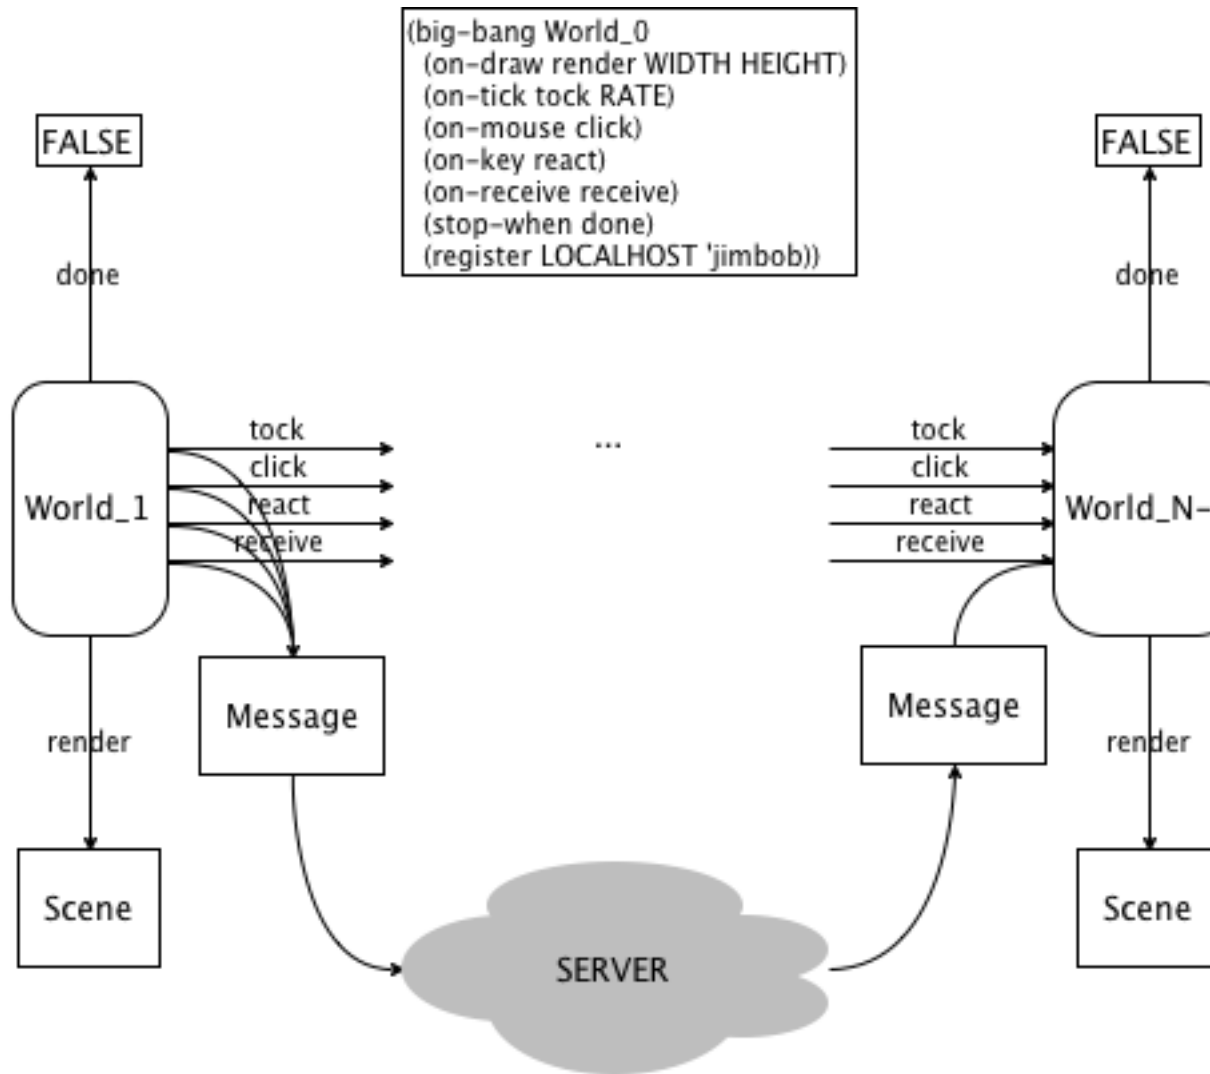 (big-bang World_0
(on-draw render WIDTH HEIGHT)
(on-tick tock RATE)
(on-mouse click)
(on-key react)
(on-receive receive)
(stop-when done)
(register LOCALHOST 'jimbob))
FALSE
FALSE
done
done
tock
...
tock
click
click
World_1
react
react
World_N-
receive
receive
Message
Message
render
render
Scene
Scene
SERVER